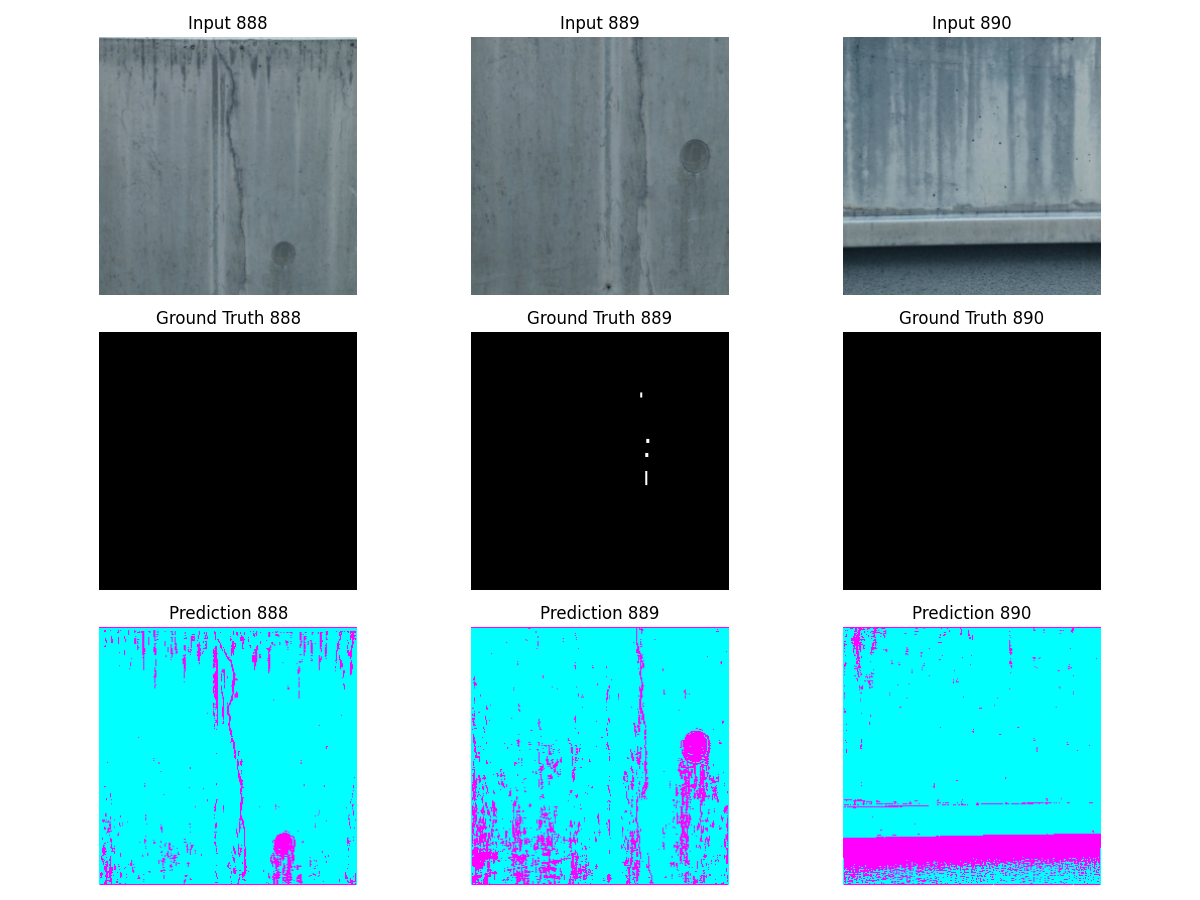 Input 888
Input 889
Input 890
Ground Truth 888
Ground Truth 889
Ground Truth 890
Prediction 888
Prediction 889
Prediction 890